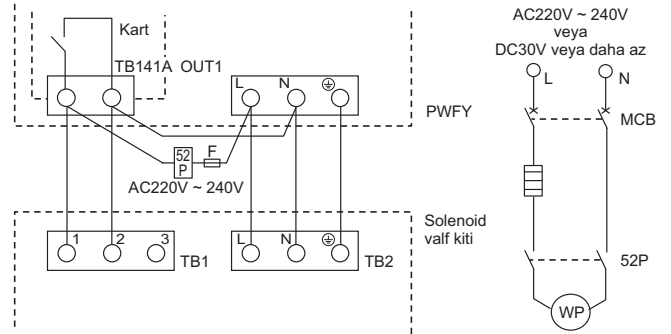 Kart
TB141A OUT1
L N
PWFY
52
P
F
AC220V ~ 240V
1 2 3
TB1
L N
TB2
Solenoid
valf kiti
AC220V ~ 240V
veya
DC30V veya daha az
L N
MCB
52P
WP